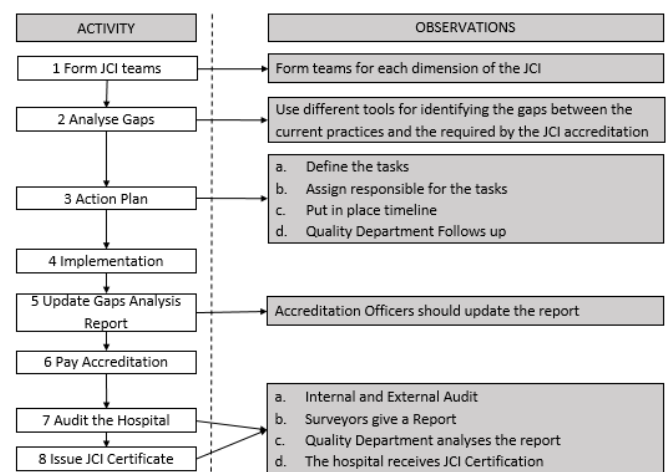 ACTIVITY
OBSERVATIONS
1 Form JCI teams
Form teams for each dimension of the JCI
2 Analyse Gaps
Use different tools for identifying the gaps between the
current practices and the required by the JCI accreditation
3 Action Plan
a. Define the tasks
b. Assign responsible for the tasks
c. Put in place timeline
d. Quality Department Follows up
4 Implementation
5 Update Gaps Analysis
Report
Accreditation Officers should update the report
6 Pay Accreditation
7 Audit the Hospital
8 Issue JCI Certificate
a. Internal and External Audit
b. Surveyors give a Report
c. Quality Department analyses the report
d. The hospital receives JCI Certification